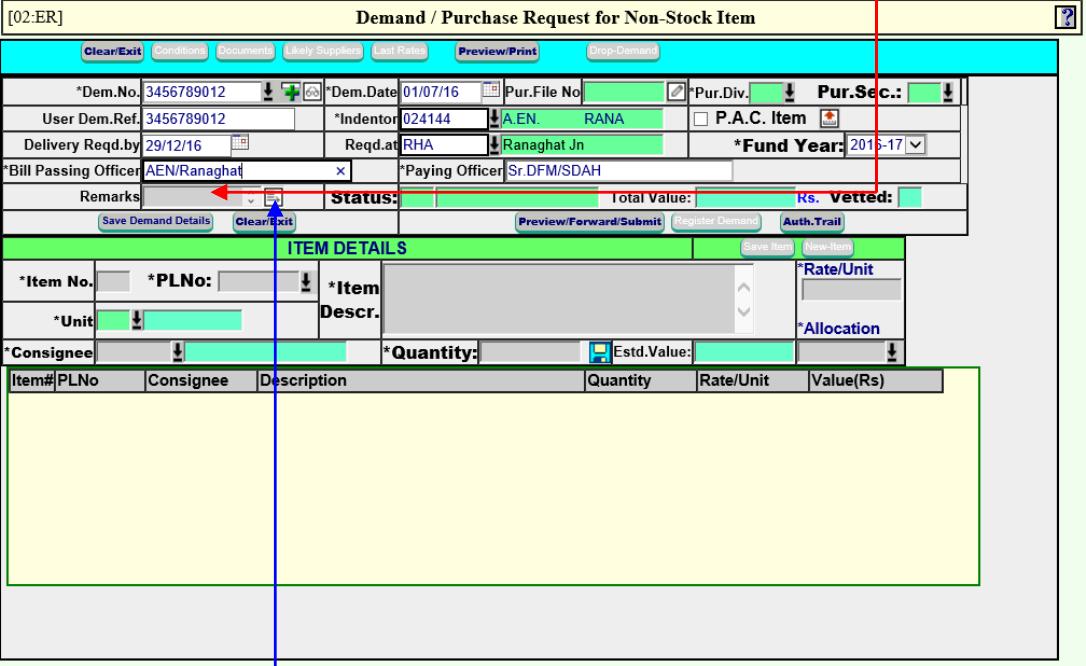 [02:ER] Demand / Purchase Request for Non-Stock Item ?
Clear/Exit Conditions Documents Likely Suppliers Last Rates Preview/Print Drop-Demand
*Dem.No. 3456789012 *Dem.Date 01/07/16 Pur.File No *Pur.Div. Pur.Sec.:
User Dem.Ref. 3456789012 *Indentor 024144 A.EN. RANA P.A.C. Item
Delivery Reqd.by 29/12/16 Reqd.at RHA Ranaghat Jn *Fund Year: 2016-17
*Bill Passing Officer AEN/Ranaghat × *Paying Officer Sr.DFM/SDAH
Remarks Status: Total Value: Rs. Vetted:
Save Demand Details Clear/Exit Preview/Forward/Submit Register Demand Auth.Trail
ITEM DETAILS Save Item New-Item
*Item No. *PLNo: *Item Descr. *Rate/Unit
*Unit *Allocation
*Consignee *Quantity: Estd.Value:
Item# PLNo Consignee Description Quantity Rate/Unit Value(Rs)